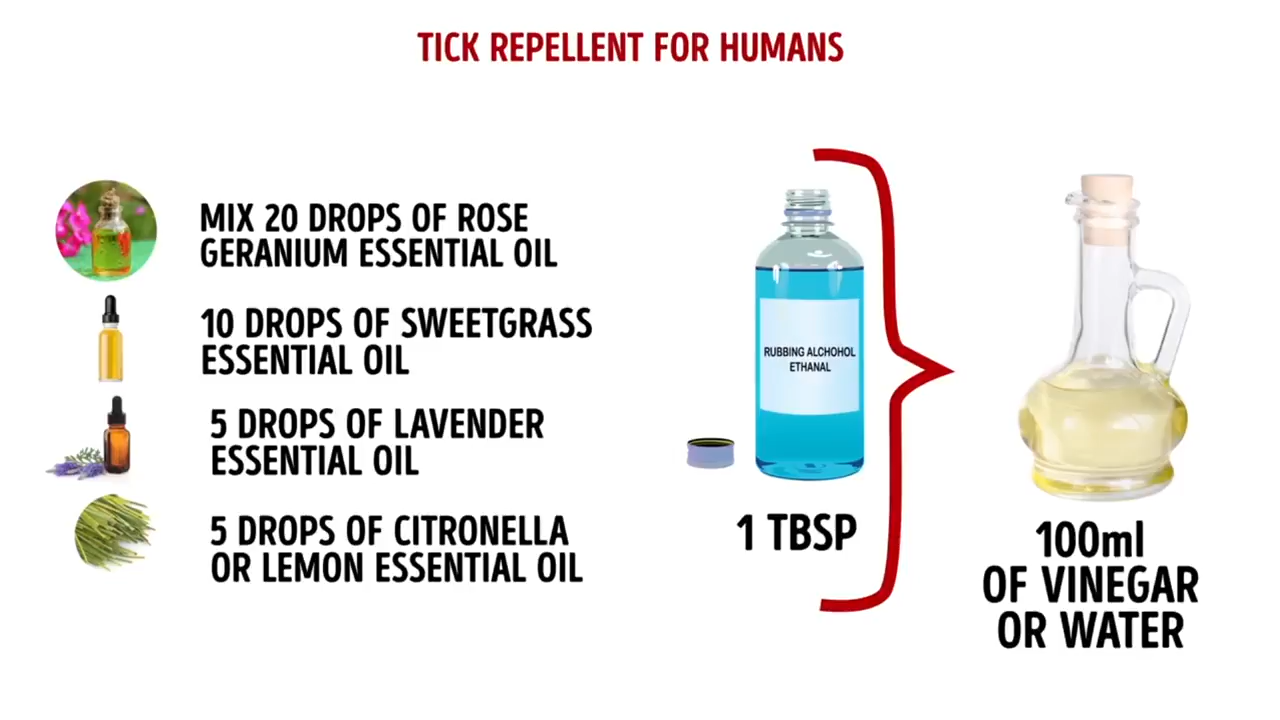 TICK REPELLENT FOR HUMANS
MIX 20 DROPS OF ROSE
GERANIUM ESSENTIAL OIL
10 DROPS OF SWEETGRASS
ESSENTIAL OIL
5 DROPS OF LAVENDER
ESSENTIAL OIL
5 DROPS OF CITRONELLA
OR LEMON ESSENTIAL OIL
RUBBING ALCHOHOL
ETHANAL
1 TBSP
100ml
OF VINEGAR
OR WATER